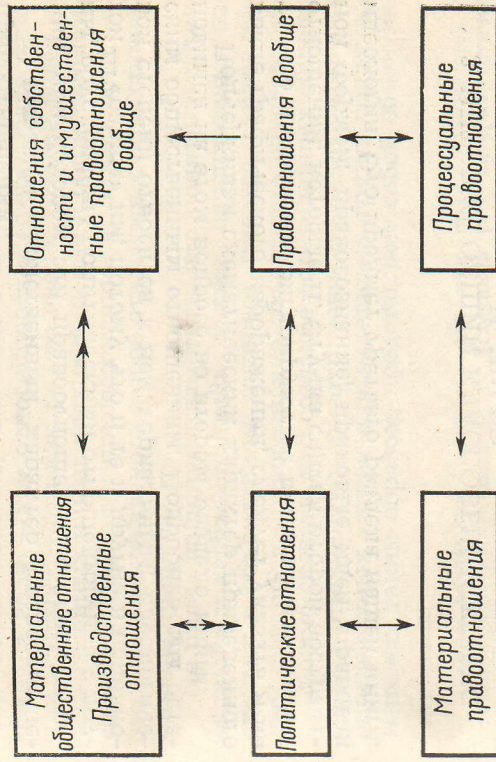 Материальные
общественные отношения
Производственные
отношения
Отношения собствен-
ности и имуществен-
ные правоотношения
вообще
Политические отношения
Правоотношения вообще
Материальные
правоотношения
Процессуальные
правоотношения